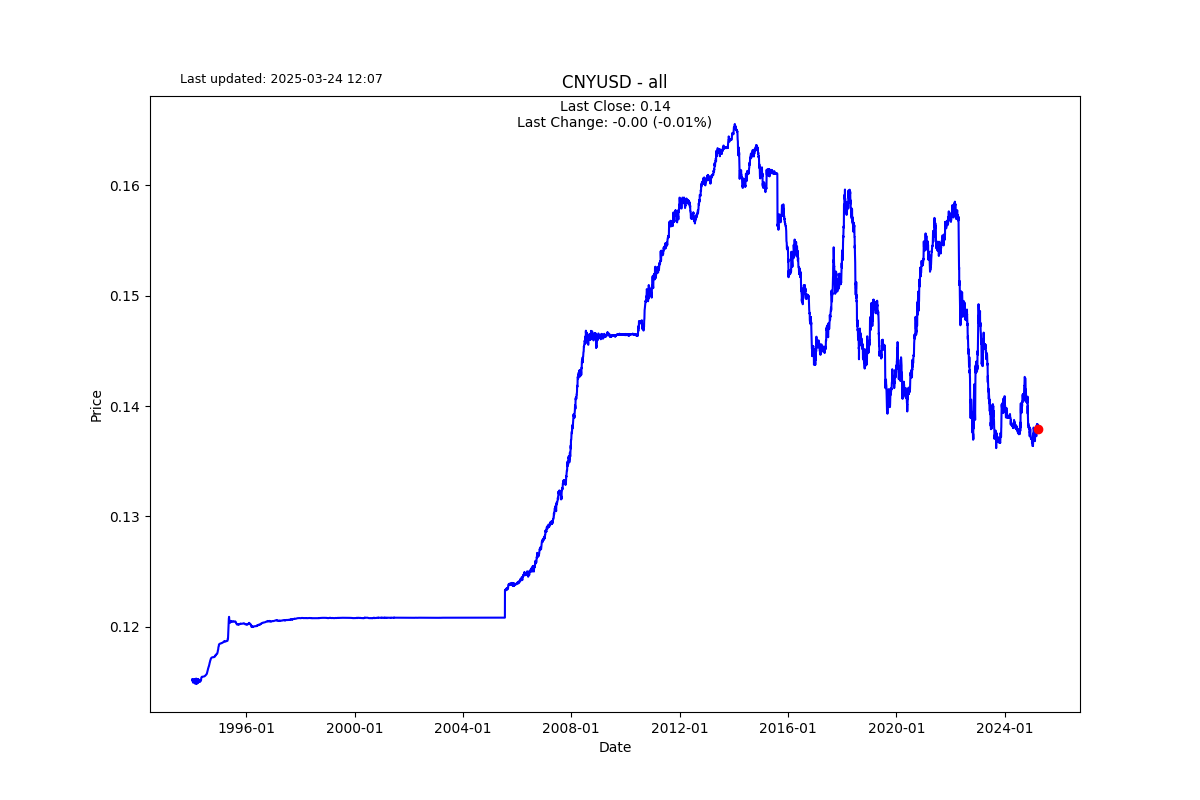 Last updated: 2025-03-24 12:07
CNYUSD - all
Last Close: 0.14
Last Change: -0.00 (-0.01%)
0.16
0.15
0.14
0.13
0.12
Price
1996-01
2000-01
2004-01
2008-01
2012-01
2016-01
2020-01
2024-01
Date